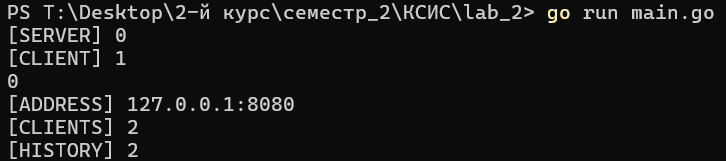 PS T:\Desktop\2-й курс\семестр_2\КСИС\lab_2> go run main.go
[SERVER] 0
[CLIENT] 1
0
[ADDRESS] 127.0.0.1:8080
[CLIENTS] 2
[HISTORY] 2